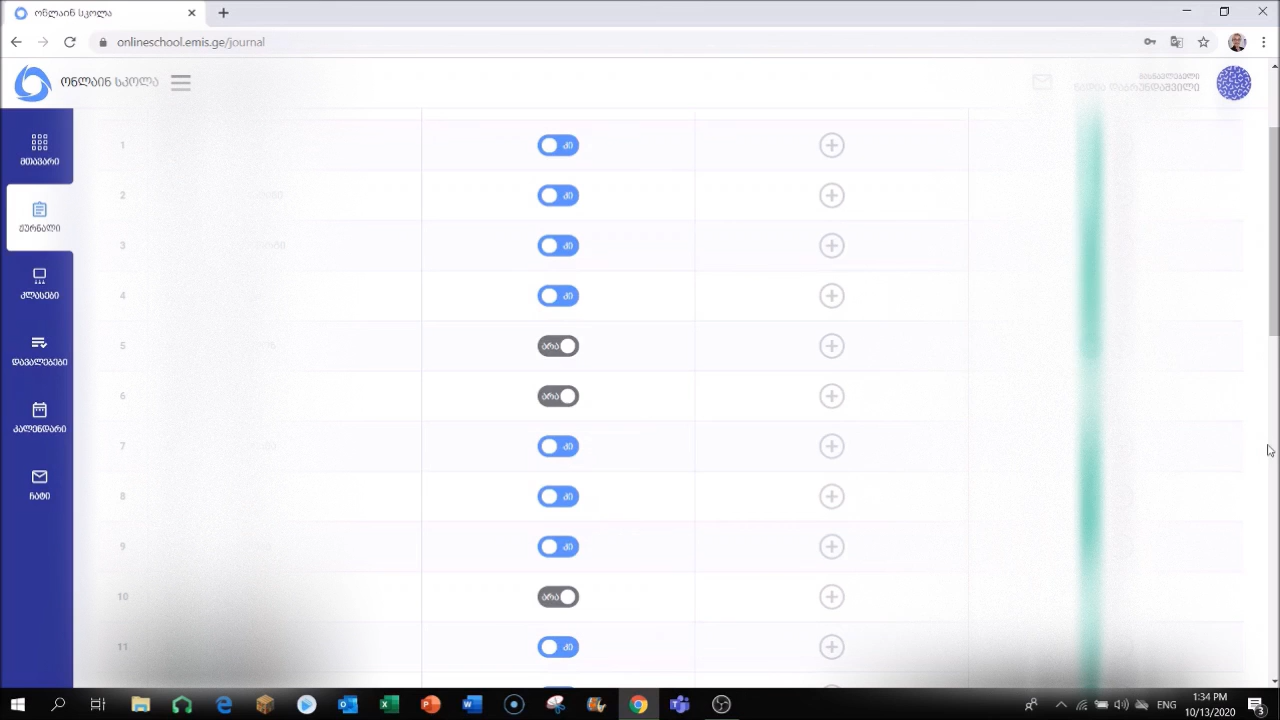 ონლაინ სკოლა
onlineschool.emis.ge/journal
ონლაინ სკოლა
მასწავლებელი
მთავარი
ჟურნალი
კლასები
დავალებები
კალენდარი
ჩატი
1 კი
2 კი
3 კი
4 კი
5 არა
6 არა
7 კი
8 კი
9 კი
10 არა
11 კი
ENG
1:34 PM
10/13/2020
3